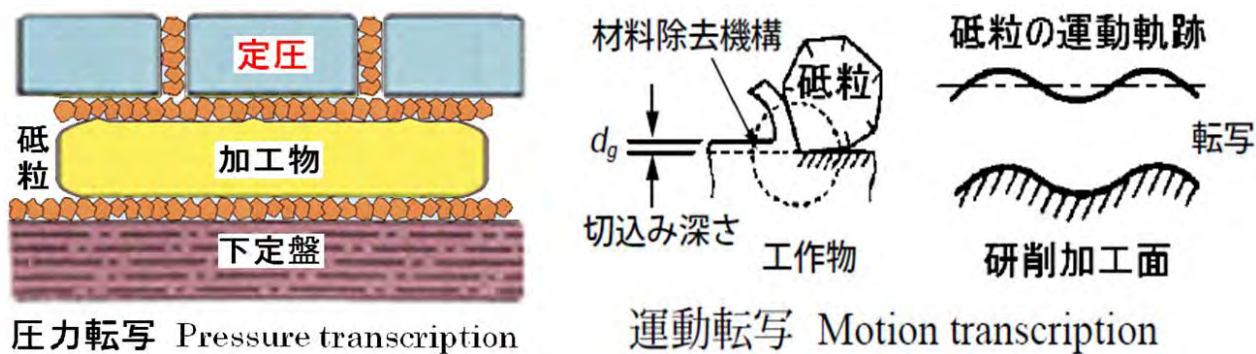 定圧
砥粒
加工物
下定盤
圧力転写 Pressure transcription
材料除去機構
砥粒
dg
切込み深さ
工作物
砥粒の運動軌跡
転写
研削加工面
運動転写 Motion transcription